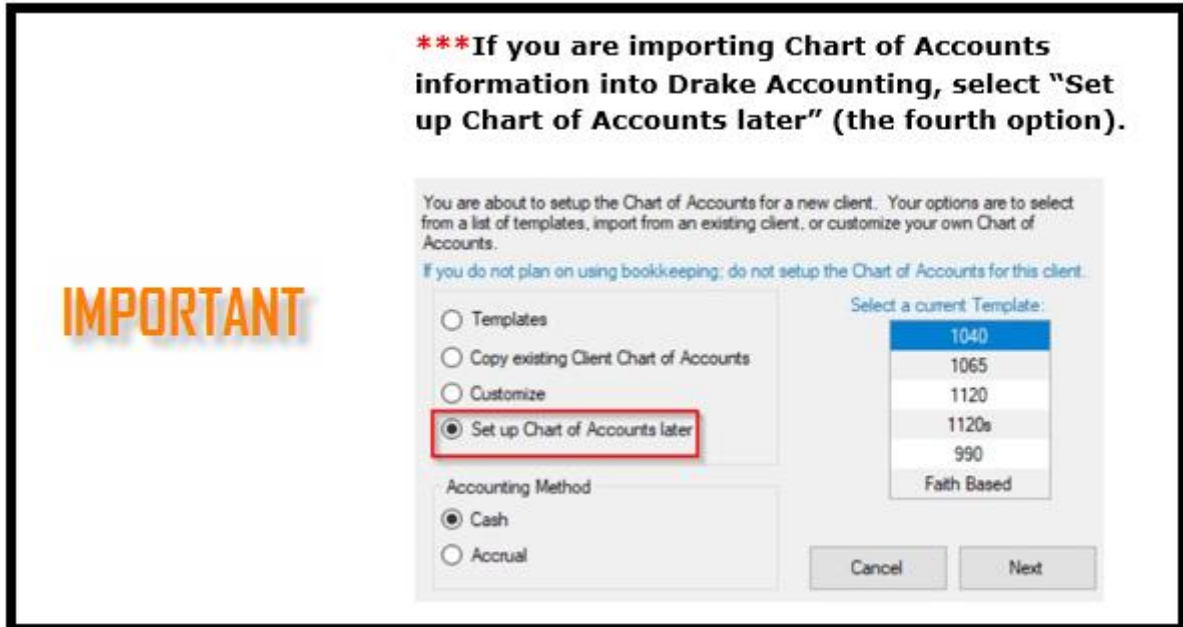 ***If you are importing Chart of Accounts
information into Drake Accounting, select “Set
up Chart of Accounts later” (the fourth option).
IMPORTANT
You are about to setup the Chart of Accounts for a new client. Your options are to select
from a list of templates, import from an existing client, or customize your own Chart of
Accounts.
If you do not plan on using bookkeeping; do not setup the Chart of Accounts for this client.
Templates
Copy existing Client Chart of Accounts
Customize
Set up Chart of Accounts later
Select a current Template:
1040
1065
1120
1120s
990
Faith Based
Accounting Method
Cash
Accrual
Cancel
Next